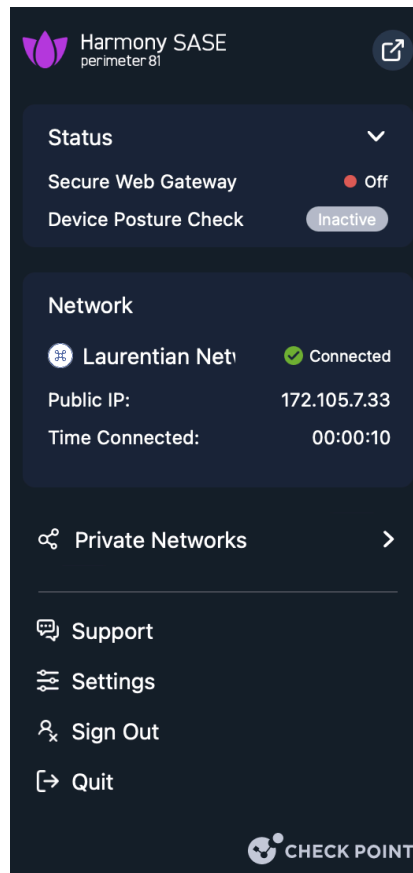 Harmony SASE
perimeter 81
Status
Secure Web Gateway Off
Device Posture Check Inactive
Network
Laurentian Net Connected
Public IP: 172.105.7.33
Time Connected: 00:00:10
Private Networks
Support
Settings
Sign Out
Quit
CHECK POINT